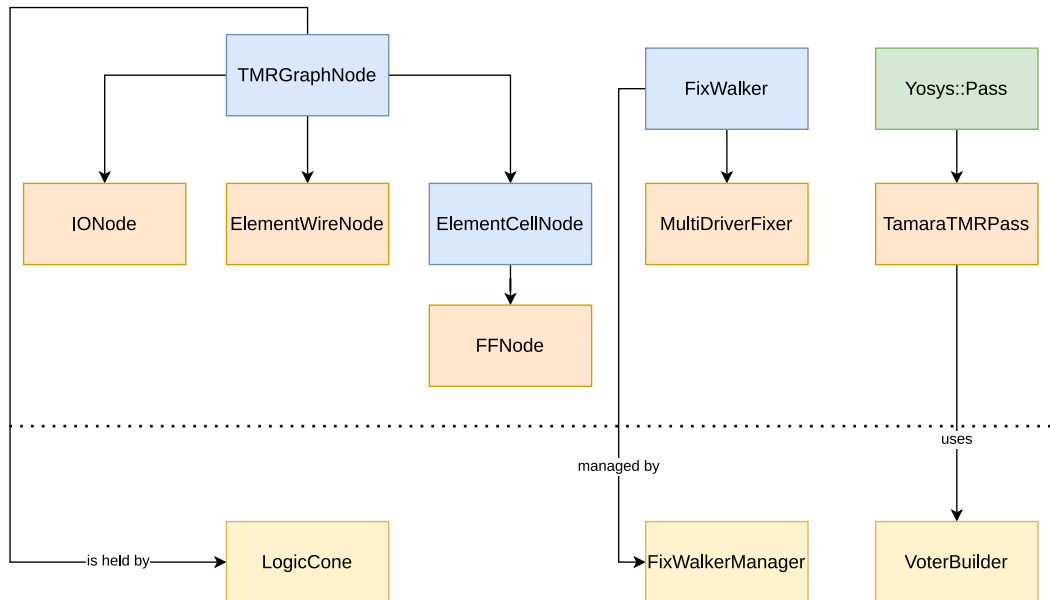 TMRGraphNode
FixWalker
Yosys::Pass
IONode
ElementWireNode
ElementCellNode
MultiDriverFixer
TamaraTMRPass
FFNode
uses
managed by
is held by
LogicCone
FixWalkerManager
VoterBuilder